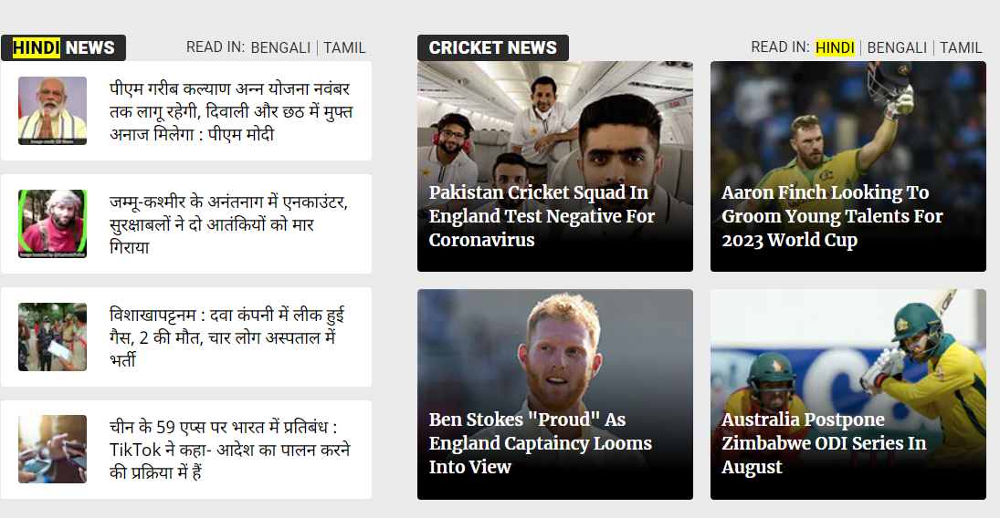 HINDI NEWS
READ IN: BENGALI | TAMIL
पीएम गरीब कल्याण अन्न योजना नवंबर
तक लागू रहेगी, दिवाली और छठ में मुफ्त
अनाज मिलेगा : पीएम मोदी
जम्मू-कश्मीर के अनंतनाग में एनकाउंटर,
सुरक्षाबलों ने दो आतंकियों को मार
गिराया
विशाखापट्टनम : दवा कंपनी में लीक हुई
गैस, 2 की मौत, चार लोग अस्पताल में
भर्ती
चीन के 59 एप्स पर भारत में प्रतिबंध :
TikTok ने कहा- आदेश का पालन करने
की प्रक्रिया में हैं
CRICKET NEWS
READ IN: HINDI | BENGALI | TAMIL
Pakistan Cricket Squad In
England Test Negative For
Coronavirus
Aaron Finch Looking To
Groom Young Talents For
2023 World Cup
Ben Stokes "Proud" As
England Captaincy Looms
Into View
Australia Postpone
Zimbabwe ODI Series In
August